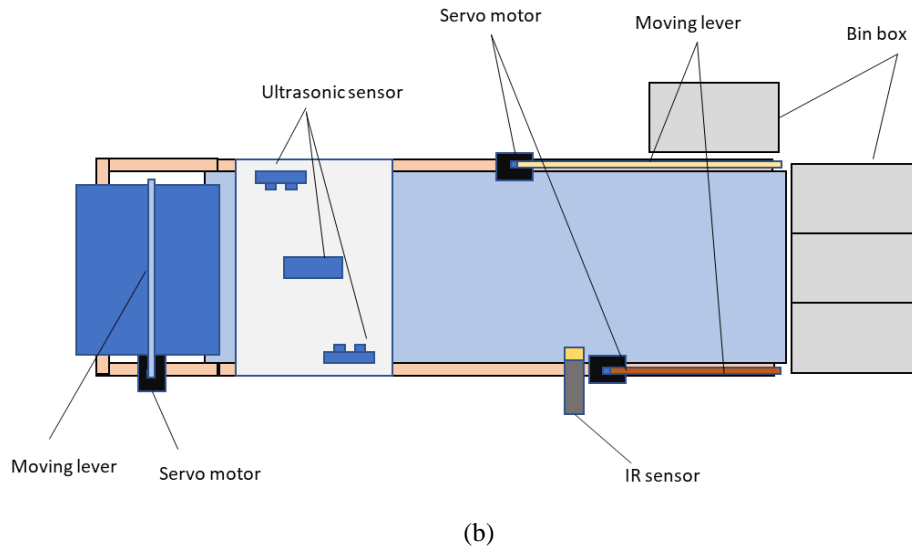 Servo motor
Moving lever
Bin box
Ultrasonic sensor
Moving lever
Servo motor
IR sensor
(b)